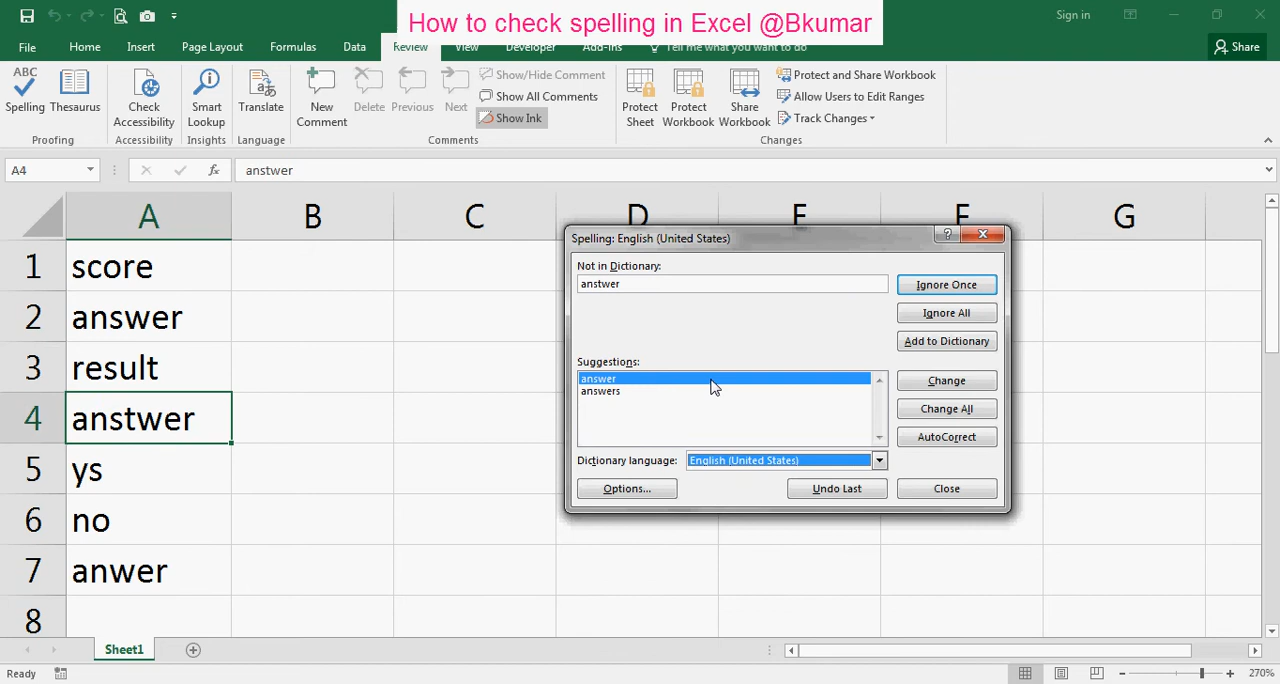 How to check spelling in Excel @Bkumar
Sign in
File Home Insert Page Layout Formulas Data Review View Developer Add-ins Tell me what you want to do Share
ABC
Spelling Thesaurus
Proofing
Check Accessibility
Accessibility
Smart Lookup
Insights
Translate
Language
New Comment
Delete Previous Next
Show/Hide Comment
Show All Comments
Show Ink
Comments
Protect Sheet
Protect Workbook
Share Workbook
Protect and Share Workbook
Allow Users to Edit Ranges
Track Changes
Changes
A4 fx anstwer
A B C D E F G
1 score
2 answer
3 result
4 anstwer
5 ys
6 no
7 anwer
8
Spelling: English (United States)
?
Not in Dictionary:
anstwer
Ignore Once
Ignore All
Add to Dictionary
Suggestions:
answer
answers
Change
Change All
AutoCorrect
Dictionary language: English (United States)
Options... Undo Last Close
Sheet1
Ready 270%